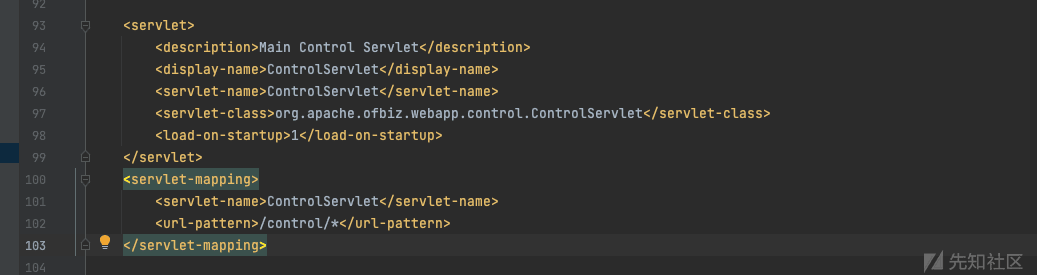 92
93 <servlet>
94 <description>Main Control Servlet</description>
95 <display-name>ControlServlet</display-name>
96 <servlet-name>ControlServlet</servlet-name>
97 <servlet-class>org.apache.ofbiz.webapp.control.ControlServlet</servlet-class>
98 <load-on-startup>1</load-on-startup>
99 </servlet>
100 <servlet-mapping>
101 <servlet-name>ControlServlet</servlet-name>
102 <url-pattern>/control/*</url-pattern>
103 </servlet-mapping>
104
先知社区